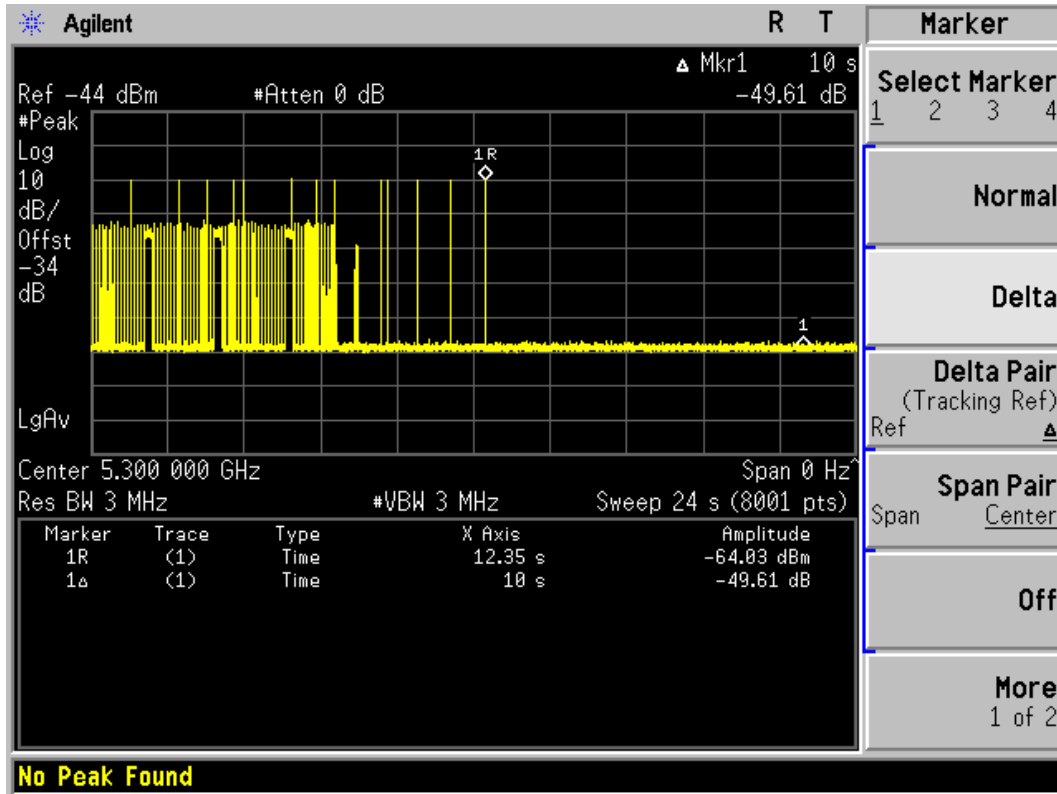 Agilent R T
Marker
△ Mkr1 10 s
Ref -44 dBm #Atten 0 dB -49.61 dB
#Peak
Log
10
dB/
Offst
-34
dB
1R
1
LgAv
Center 5.300 000 GHz Span 0 Hz^
Res BW 3 MHz #VBW 3 MHz Sweep 24 s (8001 pts)
Marker Trace Type X Axis Amplitude
1R (1) Time 12.35 s -64.03 dBm
1△ (1) Time 10 s -49.61 dB
No Peak Found
Select Marker
1 2 3 4
Normal
Delta
Delta Pair
(Tracking Ref)
Ref △
Span Pair
Span Center
Off
More
1 of 2